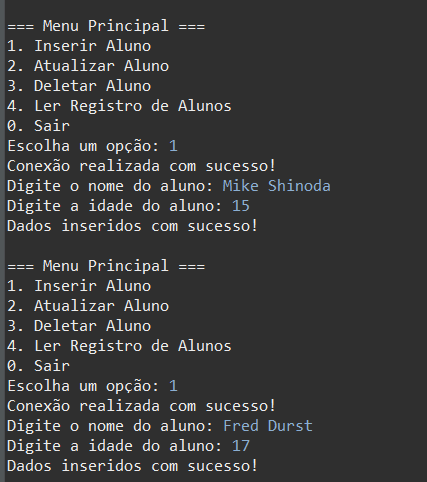 === Menu Principal ===
1. Inserir Aluno
2. Atualizar Aluno
3. Deletar Aluno
4. Ler Registro de Alunos
0. Sair
Escolha um opção: 1
Conexão realizada com sucesso!
Digite o nome do aluno: Mike Shinoda
Digite a idade do aluno: 15
Dados inseridos com sucesso!

=== Menu Principal ===
1. Inserir Aluno
2. Atualizar Aluno
3. Deletar Aluno
4. Ler Registro de Alunos
0. Sair
Escolha um opção: 1
Conexão realizada com sucesso!
Digite o nome do aluno: Fred Durst
Digite a idade do aluno: 17
Dados inseridos com sucesso!